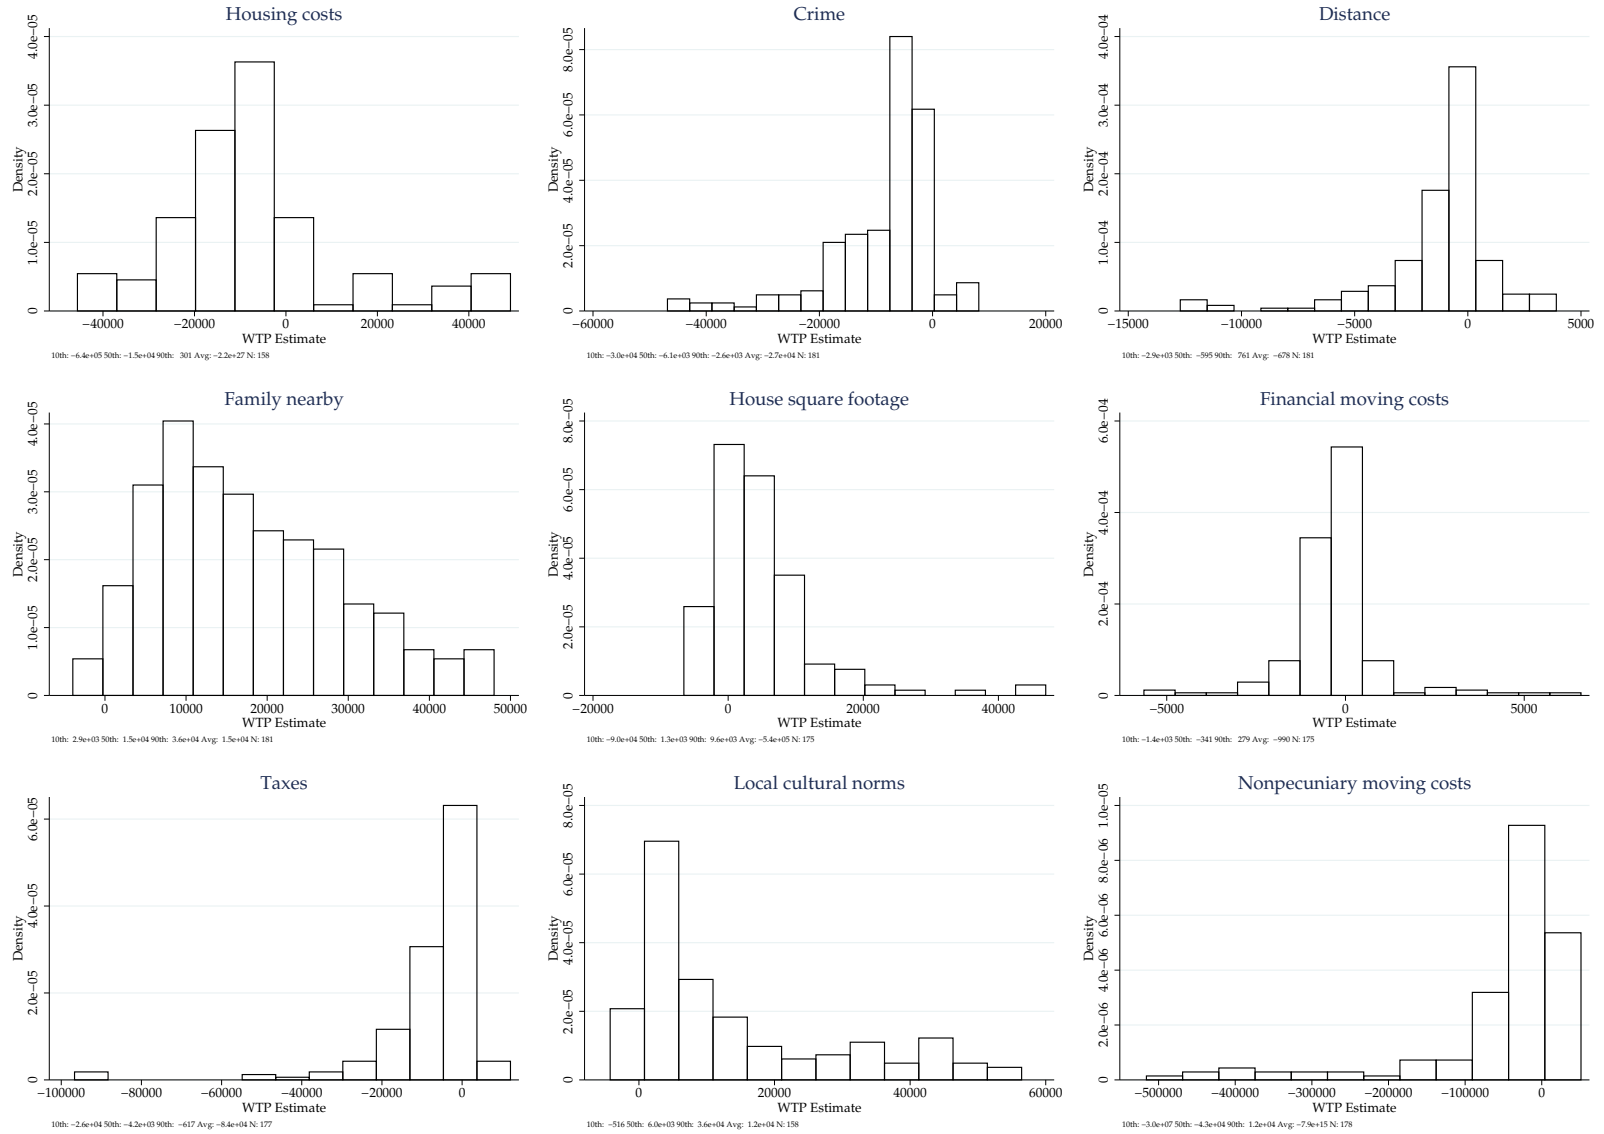 Housing costs
4.0e−05
3.0e−05
2.0e−05
1.0e−05
0
Density
−40000 −20000 0 20000 40000
WTP Estimate
10th: −6.4e+05 50th: −1.5e+04 90th: 301 Avg: −2.2e+27 N: 158
Crime
8.0e−05
6.0e−05
4.0e−05
2.0e−05
0
Density
−60000 −40000 −20000 0 20000
WTP Estimate
10th: −3.0e+04 50th: −6.1e+03 90th: −2.6e+03 Avg: −2.7e+04 N: 181
Distance
4.0e−04
3.0e−04
2.0e−04
1.0e−04
0
Density
−15000 −10000 −5000 0 5000
WTP Estimate
10th: −2.9e+03 50th: −595 90th: 761 Avg: −678 N: 181
Family nearby
4.0e−05
3.0e−05
2.0e−05
1.0e−05
0
Density
0 10000 20000 30000 40000 50000
WTP Estimate
10th: 2.9e+03 50th: 1.5e+04 90th: 3.6e+04 Avg: 1.5e+04 N: 181
House square footage
8.0e−05
6.0e−05
4.0e−05
2.0e−05
0
Density
−20000 0 20000 40000
WTP Estimate
10th: −9.0e+04 50th: 1.3e+03 90th: 9.6e+03 Avg: −5.4e+05 N: 175
Financial moving costs
6.0e−04
4.0e−04
2.0e−04
0
Density
−5000 0 5000
WTP Estimate
10th: −1.4e+03 50th: −341 90th: 279 Avg: −990 N: 175
Taxes
6.0e−05
4.0e−05
2.0e−05
0
Density
−100000 −80000 −60000 −40000 −20000 0
WTP Estimate
10th: −2.6e+04 50th: −4.2e+03 90th: −617 Avg: −8.4e+04 N: 177
Local cultural norms
8.0e−05
6.0e−05
4.0e−05
2.0e−05
0
Density
0 20000 40000 60000
WTP Estimate
10th: −516 50th: 6.0e+03 90th: 3.6e+04 Avg: 1.2e+04 N: 158
Nonpecuniary moving costs
1.0e−05
8.0e−06
6.0e−06
4.0e−06
2.0e−06
0
Density
−500000 −400000 −300000 −200000 −100000 0
WTP Estimate
10th: −3.0e+07 50th: −4.3e+04 90th: 1.2e+04 Avg: −7.9e+15 N: 178